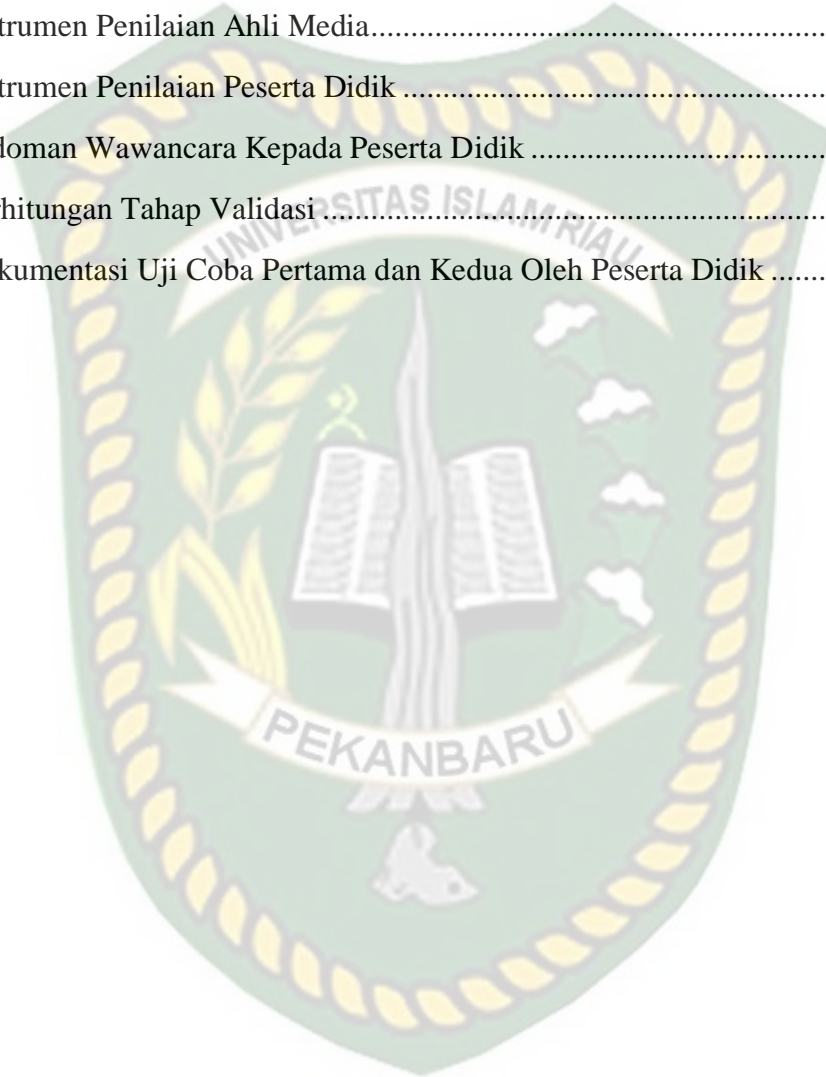 trumen Penilaian Ahli Media..........................................................
trumen Penilaian Peserta Didik ......................................................
doman Wawancara Kepada Peserta Didik ......................................
rhitungan Tahap Validasi ................................................................
kumentasi Uji Coba Pertama dan Kedua Oleh Peserta Didik .......
UNIVERSITAS ISLAM RIAU
PEKANBARU